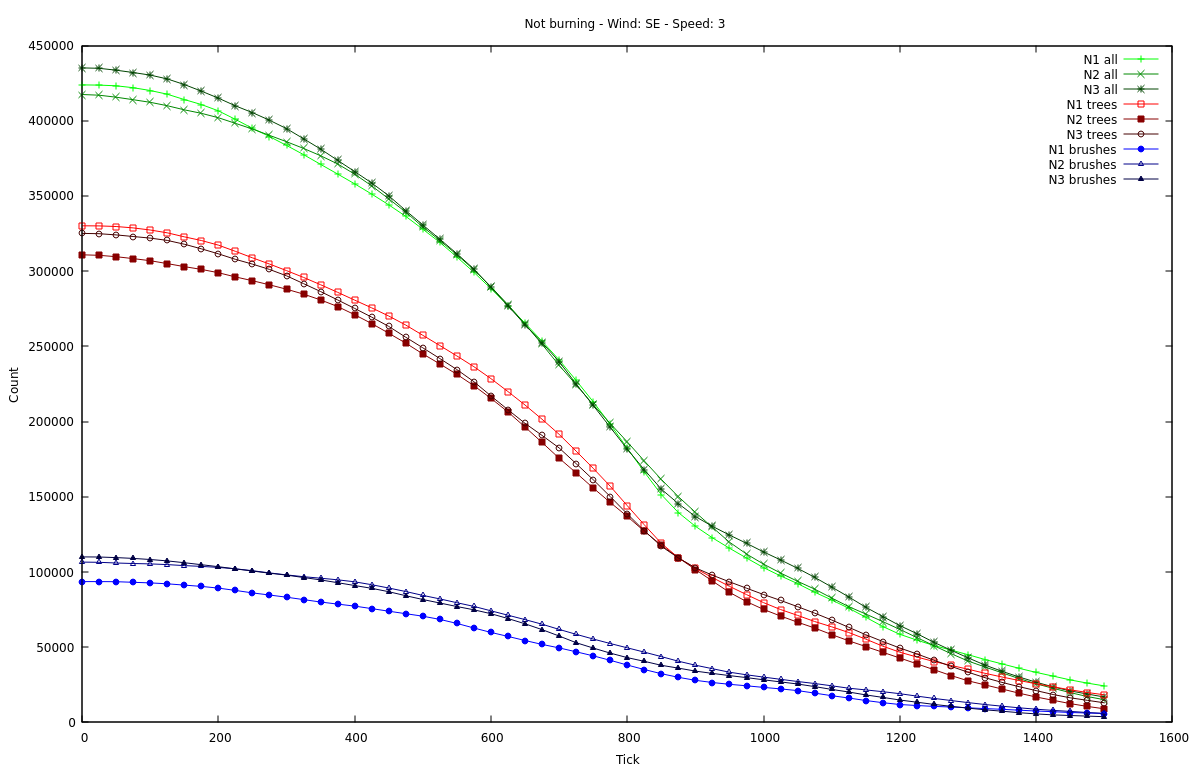 Not burning - Wind: SE - Speed: 3
450000
400000
350000
300000
250000
200000
150000
100000
50000
0
Count
N1 all
N2 all
N3 all
N1 trees
N2 trees
N3 trees
N1 brushes
N2 brushes
N3 brushes
0 200 400 600 800 1000 1200 1400 1600
Tick